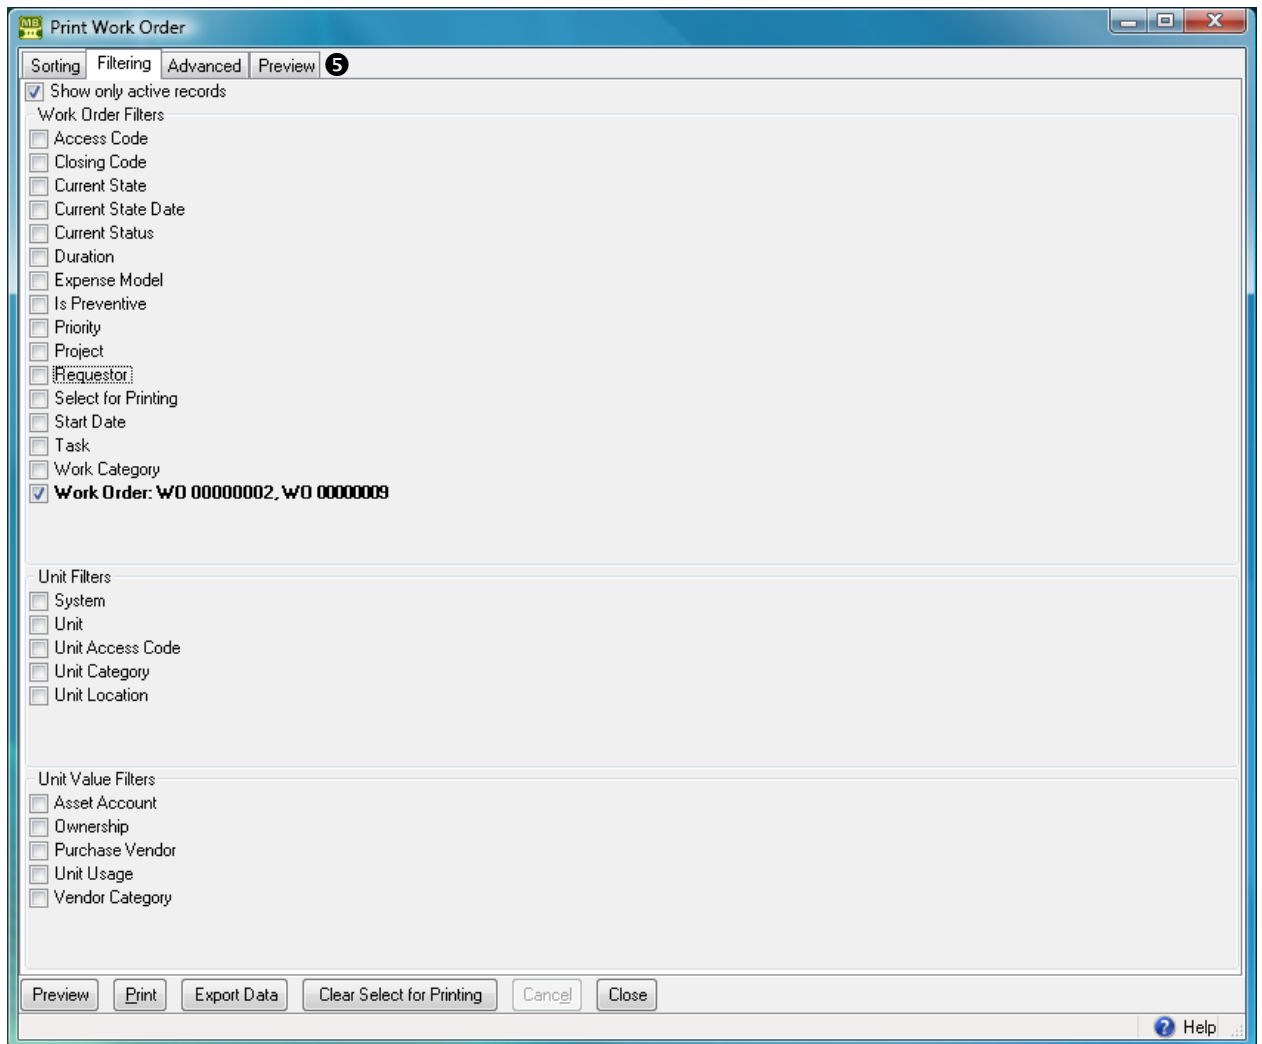 Print Work Order
Sorting Filtering Advanced Preview ❺
Show only active records
Work Order Filters
Access Code
Closing Code
Current State
Current State Date
Current Status
Duration
Expense Model
Is Preventive
Priority
Project
Requestor
Select for Printing
Start Date
Task
Work Category
Work Order: WO 00000002, WO 00000009
Unit Filters
System
Unit
Unit Access Code
Unit Category
Unit Location
Unit Value Filters
Asset Account
Ownership
Purchase Vendor
Unit Usage
Vendor Category
Preview Print Export Data Clear Select for Printing Cancel Close
Help